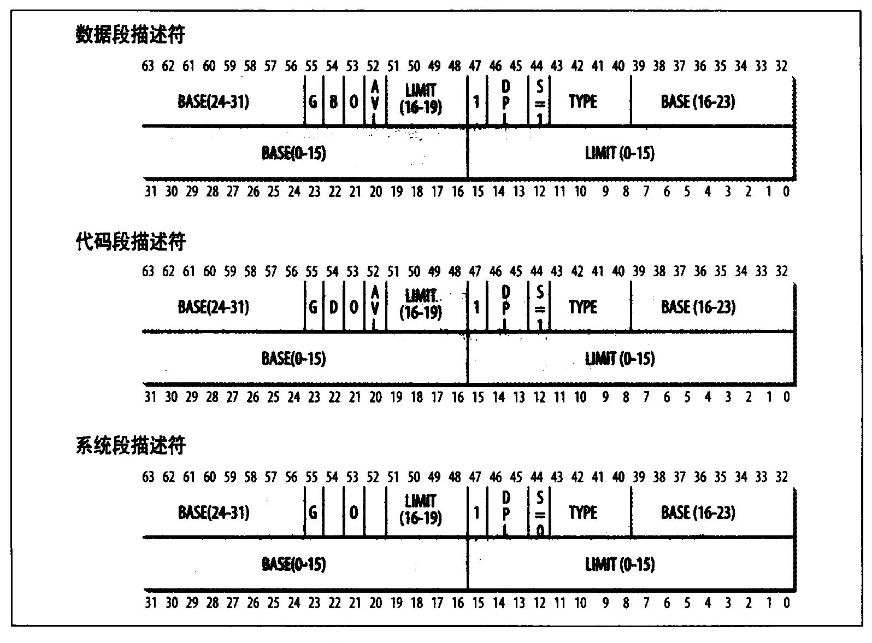 数据段描述符
63 62 61 60 59 58 57 56 55 54 53 52 51 50 49 48 47 46 45 44 43 42 41 40 39 38 37 36 35 34 33 32
BASE(24-31) G B 0 AVL LIMIT (16-19) 1 DPL S=1 TYPE BASE (16-23)
BASE(0-15) LIMIT (0-15)
31 30 29 28 27 26 25 24 23 22 21 20 19 18 17 16 15 14 13 12 11 10 9 8 7 6 5 4 3 2 1 0
代码段描述符
63 62 61 60 59 58 57 56 55 54 53 52 51 50 49 48 47 46 45 44 43 42 41 40 39 38 37 36 35 34 33 32
BASE(24-31) G D 0 AVL LIMIT (16-19) 1 DPL S=1 TYPE BASE (16-23)
BASE(0-15) LIMIT (0-15)
31 30 29 28 27 26 25 24 23 22 21 20 19 18 17 16 15 14 13 12 11 10 9 8 7 6 5 4 3 2 1 0
系统段描述符
63 62 61 60 59 58 57 56 55 54 53 52 51 50 49 48 47 46 45 44 43 42 41 40 39 38 37 36 35 34 33 32
BASE(24-31) G 0 LIMIT (16-19) 1 DPL S=0 TYPE BASE (16-23)
BASE(0-15) LIMIT (0-15)
31 30 29 28 27 26 25 24 23 22 21 20 19 18 17 16 15 14 13 12 11 10 9 8 7 6 5 4 3 2 1 0